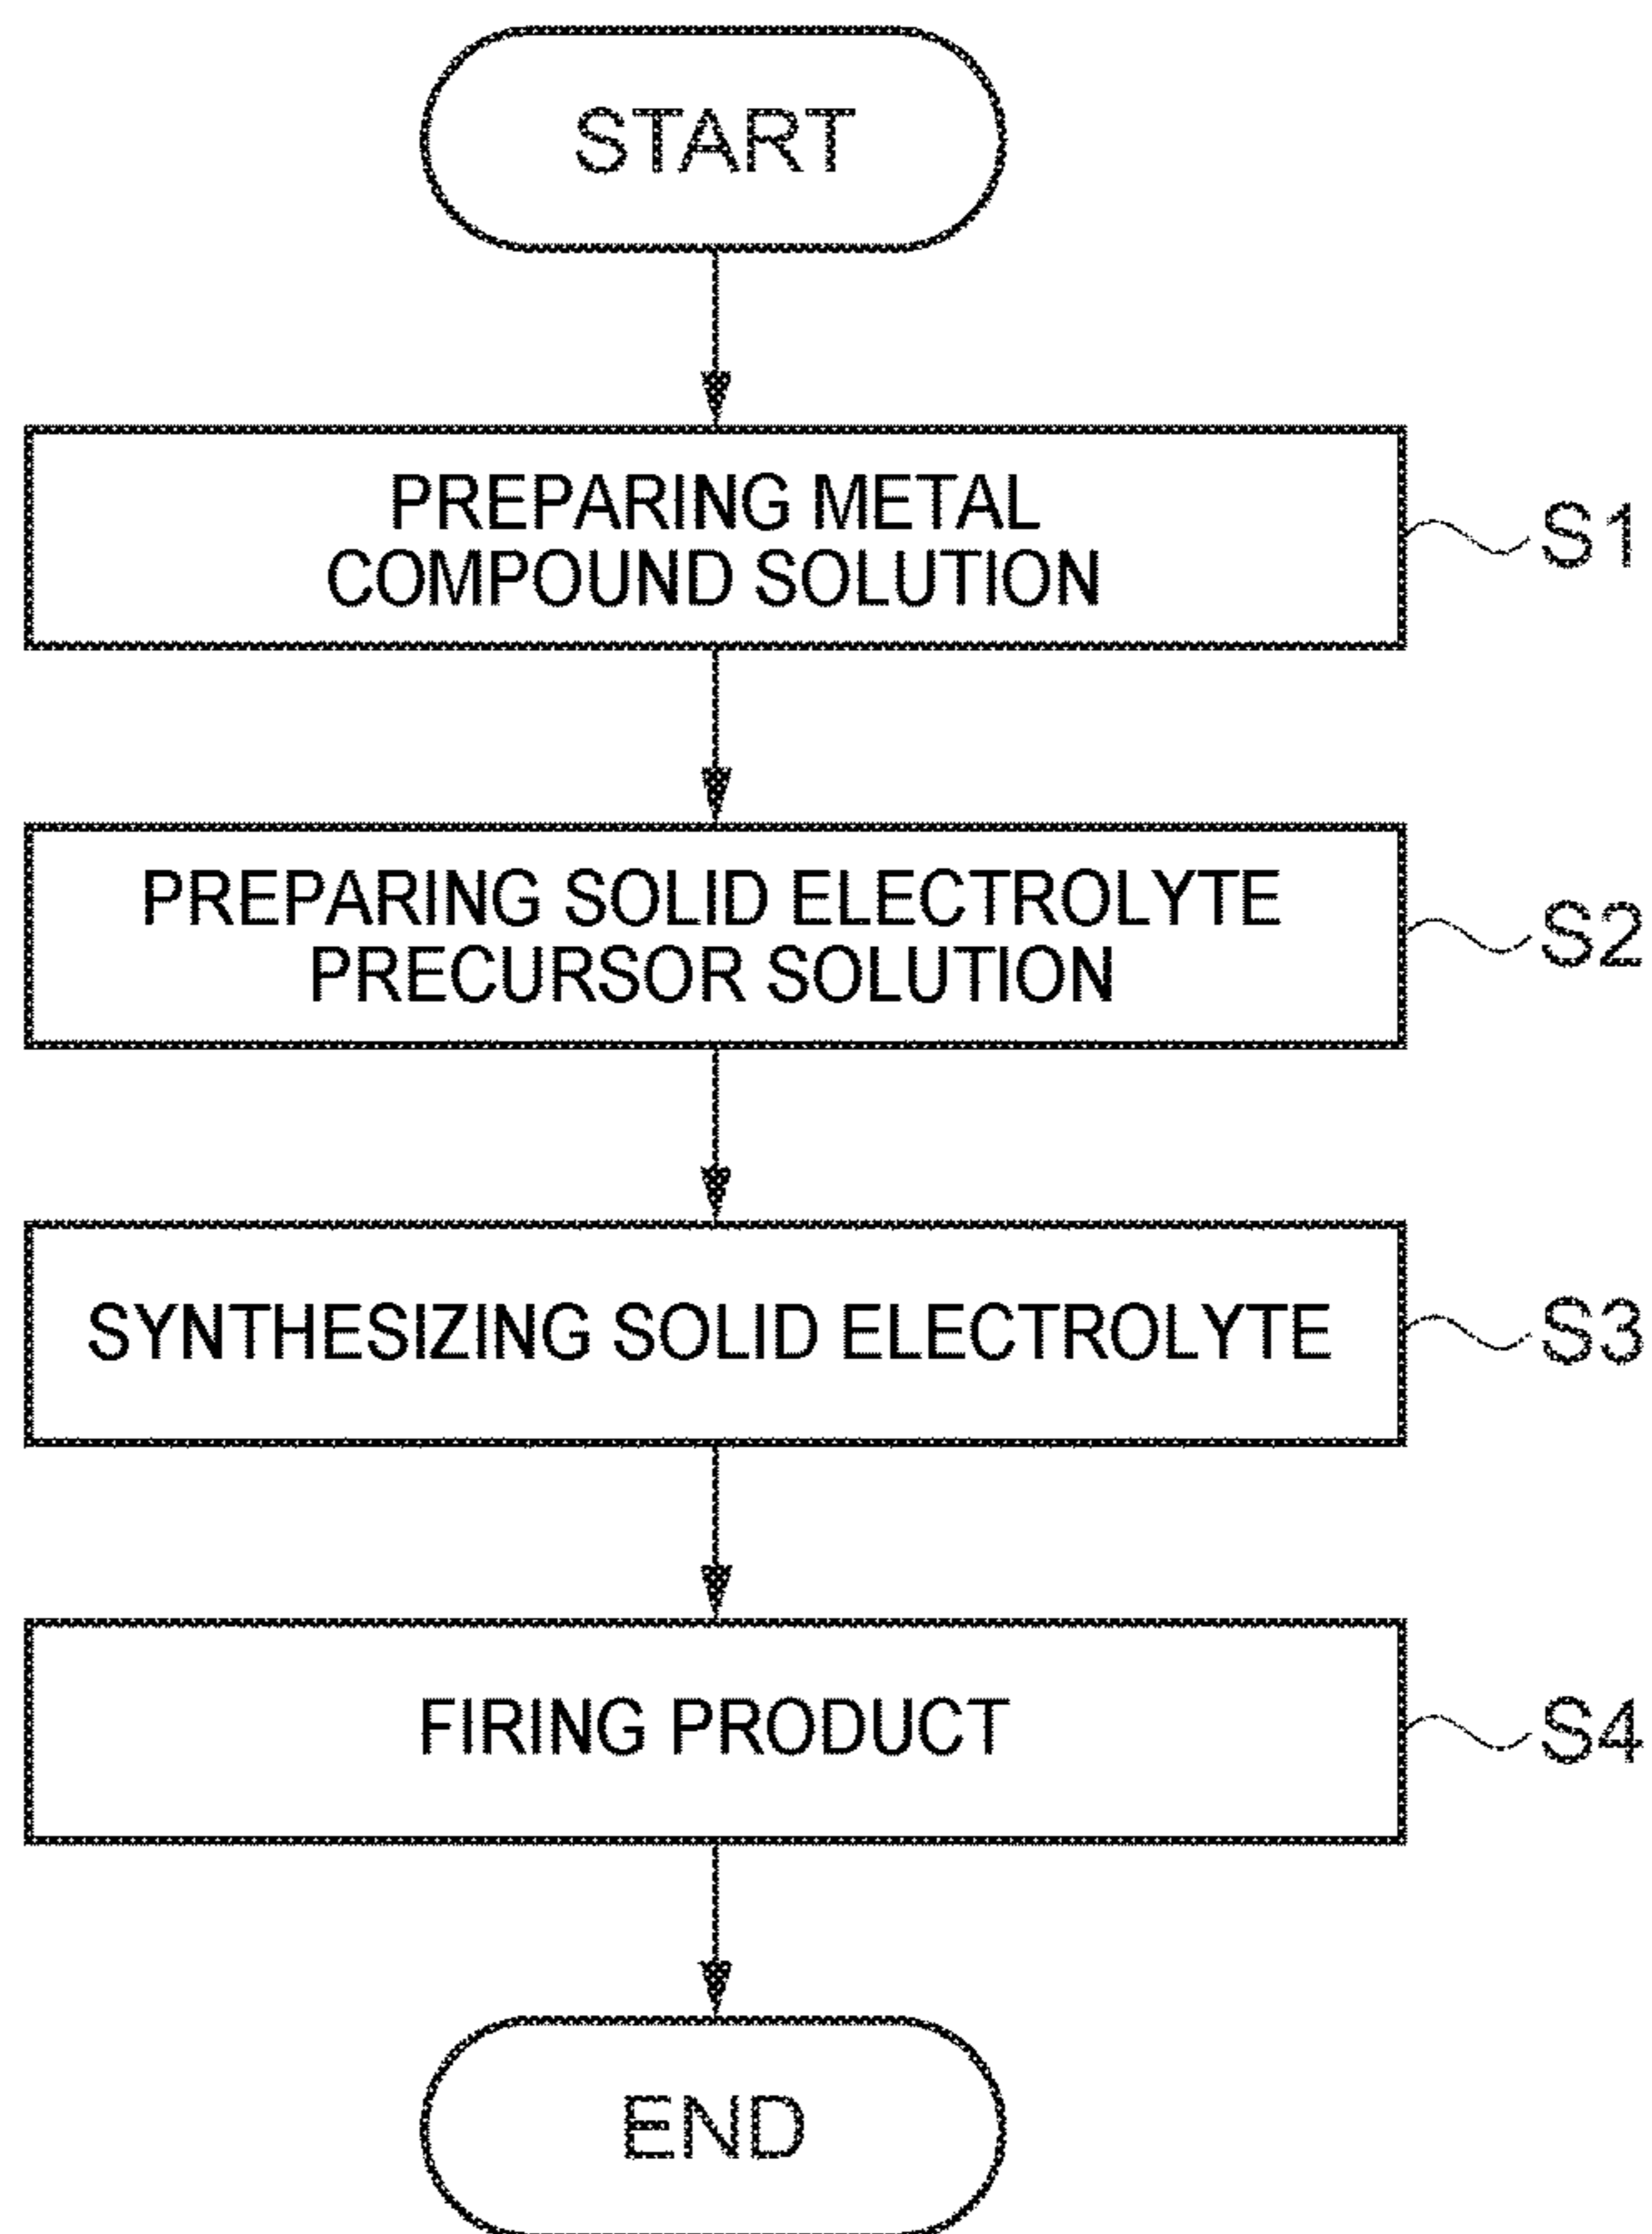 START
PREPARING METAL
COMPOUND SOLUTION
S1
PREPARING SOLID ELECTROLYTE
PRECURSOR SOLUTION
S2
SYNTHESIZING SOLID ELECTROLYTE
S3
FIRING PRODUCT
S4
END